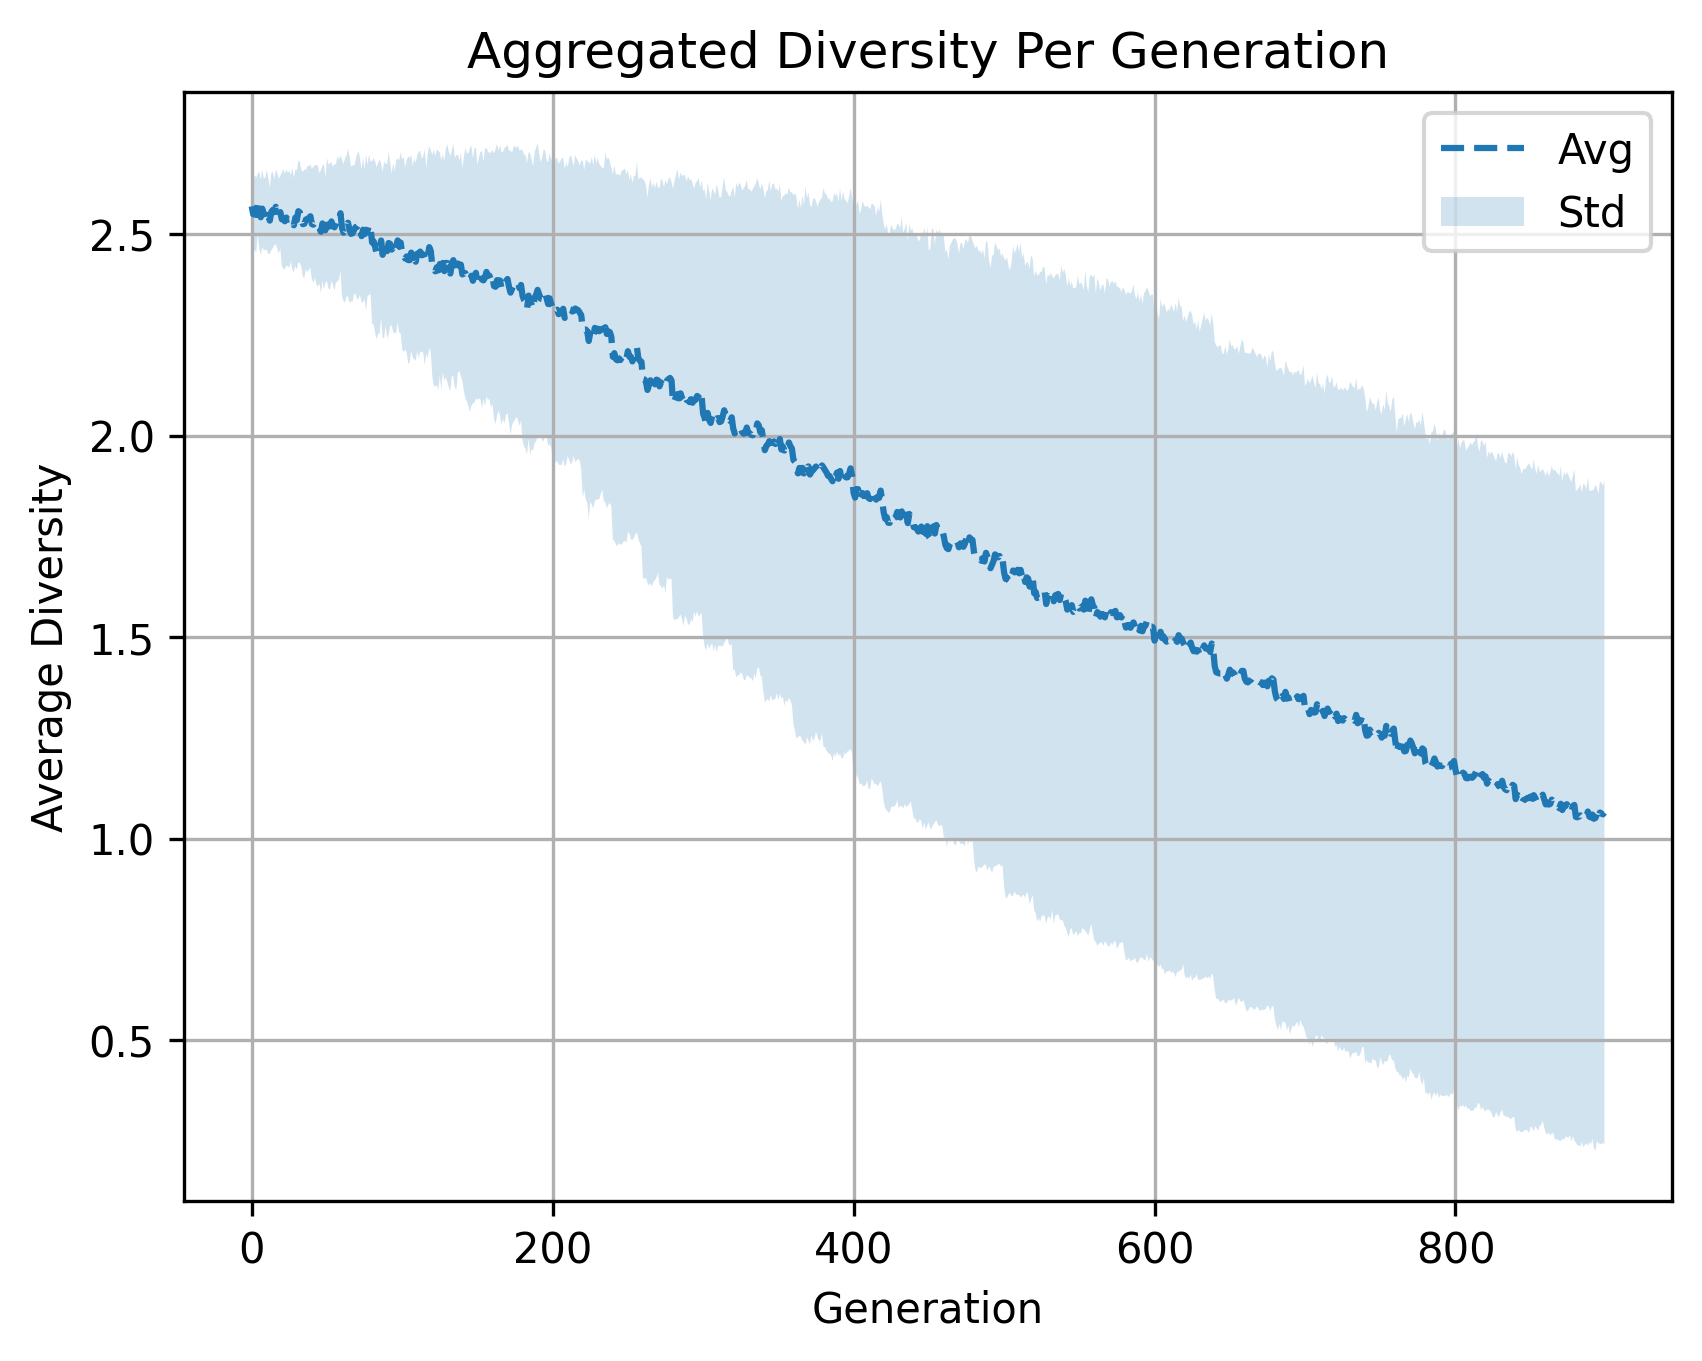 Aggregated Diversity Per Generation
Avg
Std
Average Diversity
2.5
2.0
1.5
1.0
0.5
0 200 400 600 800
Generation